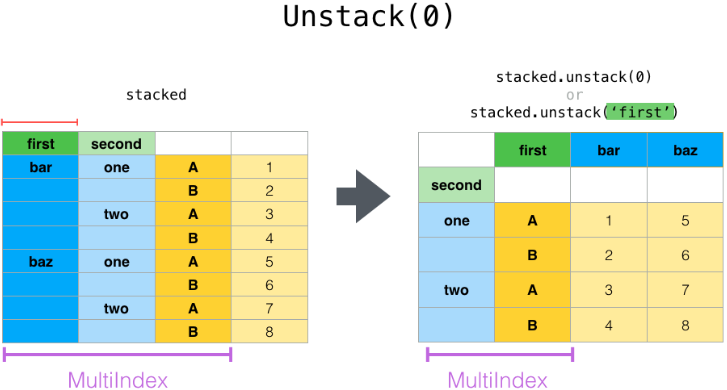 Unstack(0)
stacked
first second
bar one A 1
B 2
two A 3
B 4
baz one A 5
B 6
two A 7
B 8
MultiIndex
stacked.unstack(0)
or
stacked.unstack(‘first’)
first bar baz
second
one A 1 5
B 2 6
two A 3 7
B 4 8
MultiIndex